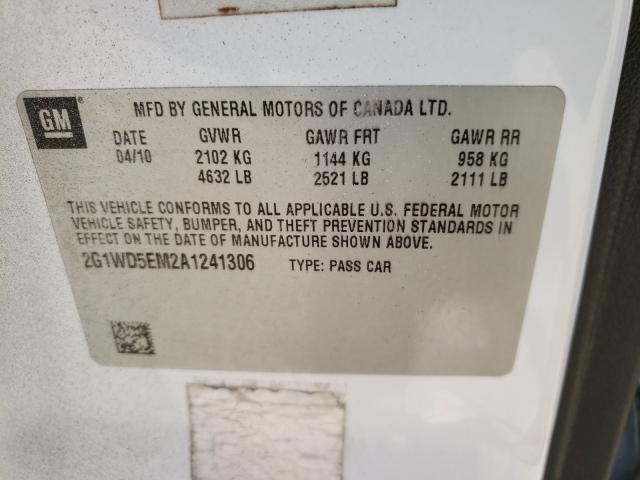 GM ®
MFD BY GENERAL MOTORS OF CANADA LTD.
DATE GVWR GAWR FRT GAWR RR
04/10 2102 KG 1144 KG 958 KG
4632 LB 2521 LB 2111 LB
THIS VEHICLE CONFORMS TO ALL APPLICABLE U.S. FEDERAL MOTOR
VEHICLE SAFETY, BUMPER, AND THEFT PREVENTION STANDARDS IN
EFFECT ON THE DATE OF MANUFACTURE SHOWN ABOVE.
2G1WD5EM2A1241306 TYPE: PASS CAR